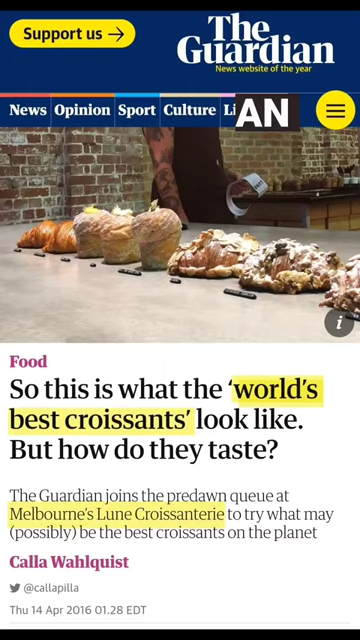 Support us →
The
Guardian
News website of the year
News Opinion Sport Culture Li
AN
i
Food
So this is what the ‘world’s
best croissants’ look like.
But how do they taste?
The Guardian joins the predawn queue at
Melbourne’s Lune Croissanterie to try what may
(possibly) be the best croissants on the planet
Calla Wahlquist
@callapilla
Thu 14 Apr 2016 01.28 EDT